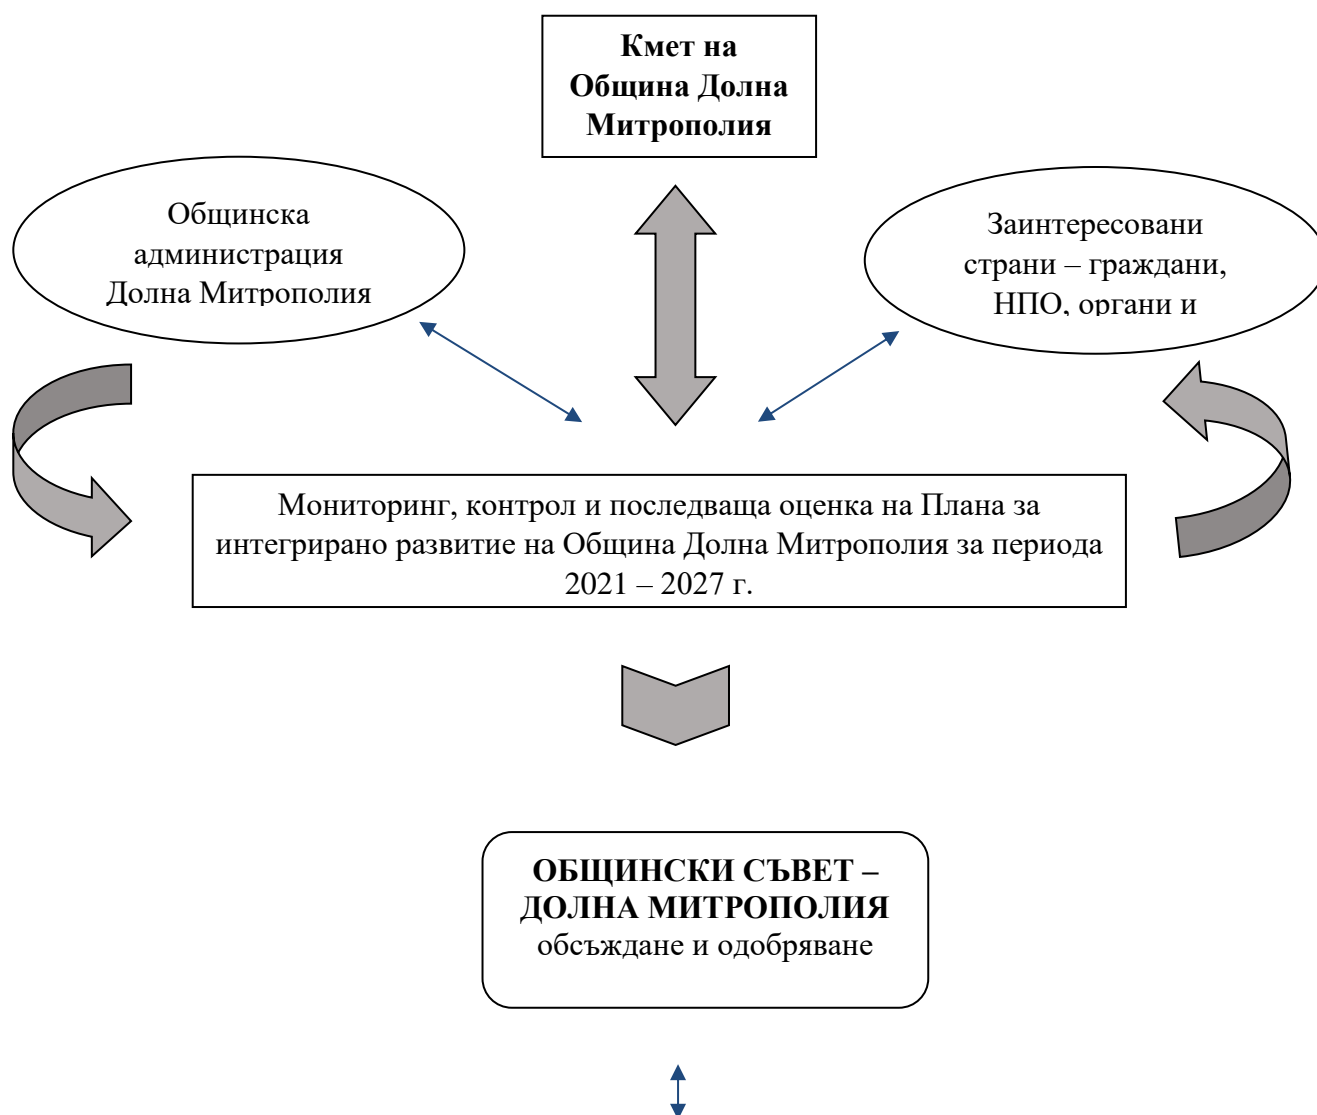 Кмет на
Община Долна
Митрополия
Общинска
администрация
Долна Митрополия
Заинтересовани
страни – граждани,
НПО, органи и
Мониторинг, контрол и последваща оценка на Плана за
интегрирано развитие на Община Долна Митрополия за периода
2021 – 2027 г.
ОБЩИНСКИ СЪВЕТ –
ДОЛНА МИТРОПОЛИЯ
обсъждане и одобряване